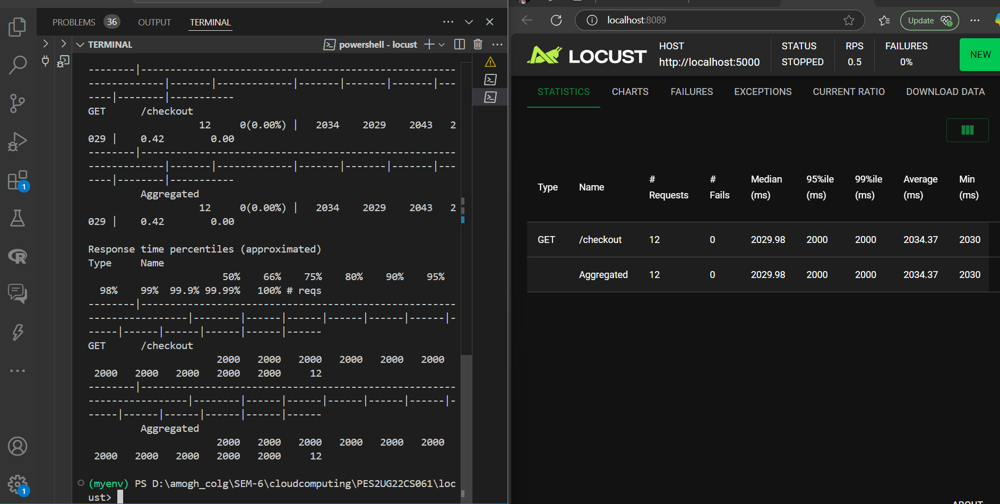 PROBLEMS 36 OUTPUT TERMINAL
TERMINAL
powershell - locust
--------|------------------------------------------------------
-------------|-------|-------------|-------|-------|-------|---
----|--------|-----------
GET      /checkout
12     0(0.00%) |   2034    2029    2043   2
029 |    0.42        0.00
--------|------------------------------------------------------
-------------|-------|-------------|-------|-------|-------|---
----|--------|-----------
Aggregated
12     0(0.00%) |   2034    2029    2043   2
029 |    0.42        0.00
Response time percentiles (approximated)
Type     Name
50%    66%    75%    80%    90%    95%
98%    99%  99.9% 99.99%   100% # reqs
--------|------------------------------------------------------
-----------------|--------|------|------|------|------|------|-
-----|------|------|------|------|------
GET      /checkout
2000   2000   2000   2000   2000   2000
2000   2000   2000   2000   2000     12
--------|------------------------------------------------------
-----------------|--------|------|------|------|------|------|-
-----|------|------|------|------|------
Aggregated
2000   2000   2000   2000   2000   2000
2000   2000   2000   2000   2000     12
(myenv) PS D:\amogh_colg\SEM-6\cloudcomputing\PES2UG22CS061\loc
ust>
1
1
localhost:8089
Update
LOCUST
HOST
http://localhost:5000
STATUS
STOPPED
RPS
0.5
FAILURES
0%
NEW
STATISTICS CHARTS FAILURES EXCEPTIONS CURRENT RATIO DOWNLOAD DATA
Type Name # Requests # Fails Median (ms) 95%ile (ms) 99%ile (ms) Average (ms) Min (ms)
GET /checkout 12 0 2029.98 2000 2000 2034.37 2030
Aggregated 12 0 2029.98 2000 2000 2034.37 2030
ABOUT